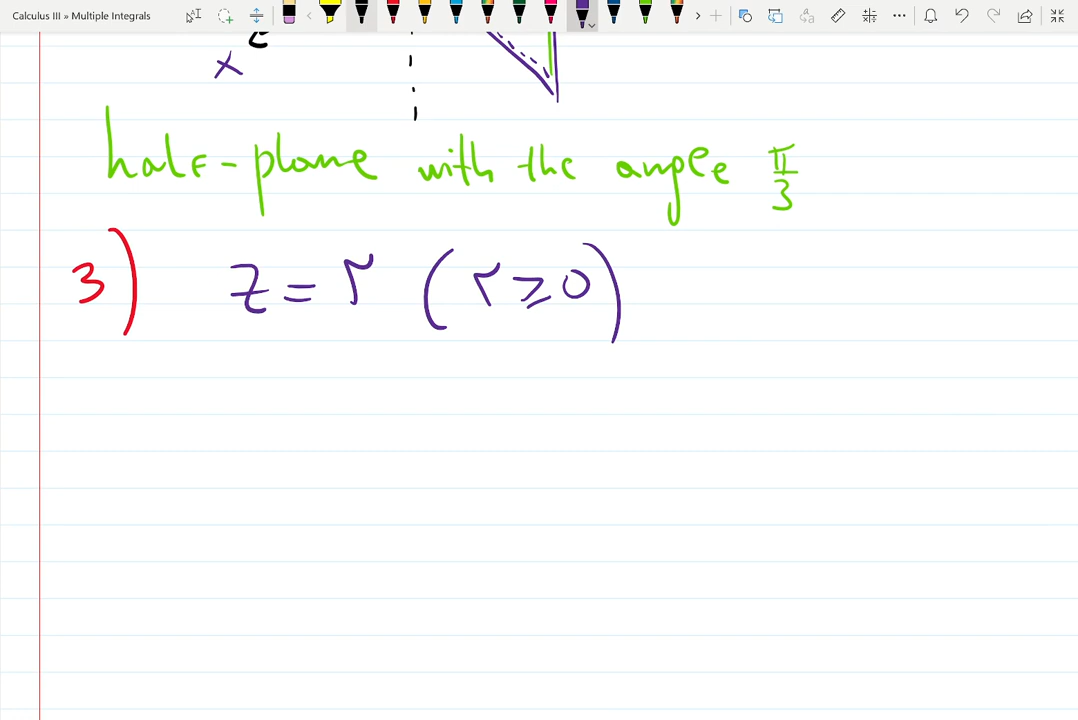 Calculus III » Multiple Integrals
x
half-plane with the angle π/3
3) z = r (r ≥ 0)